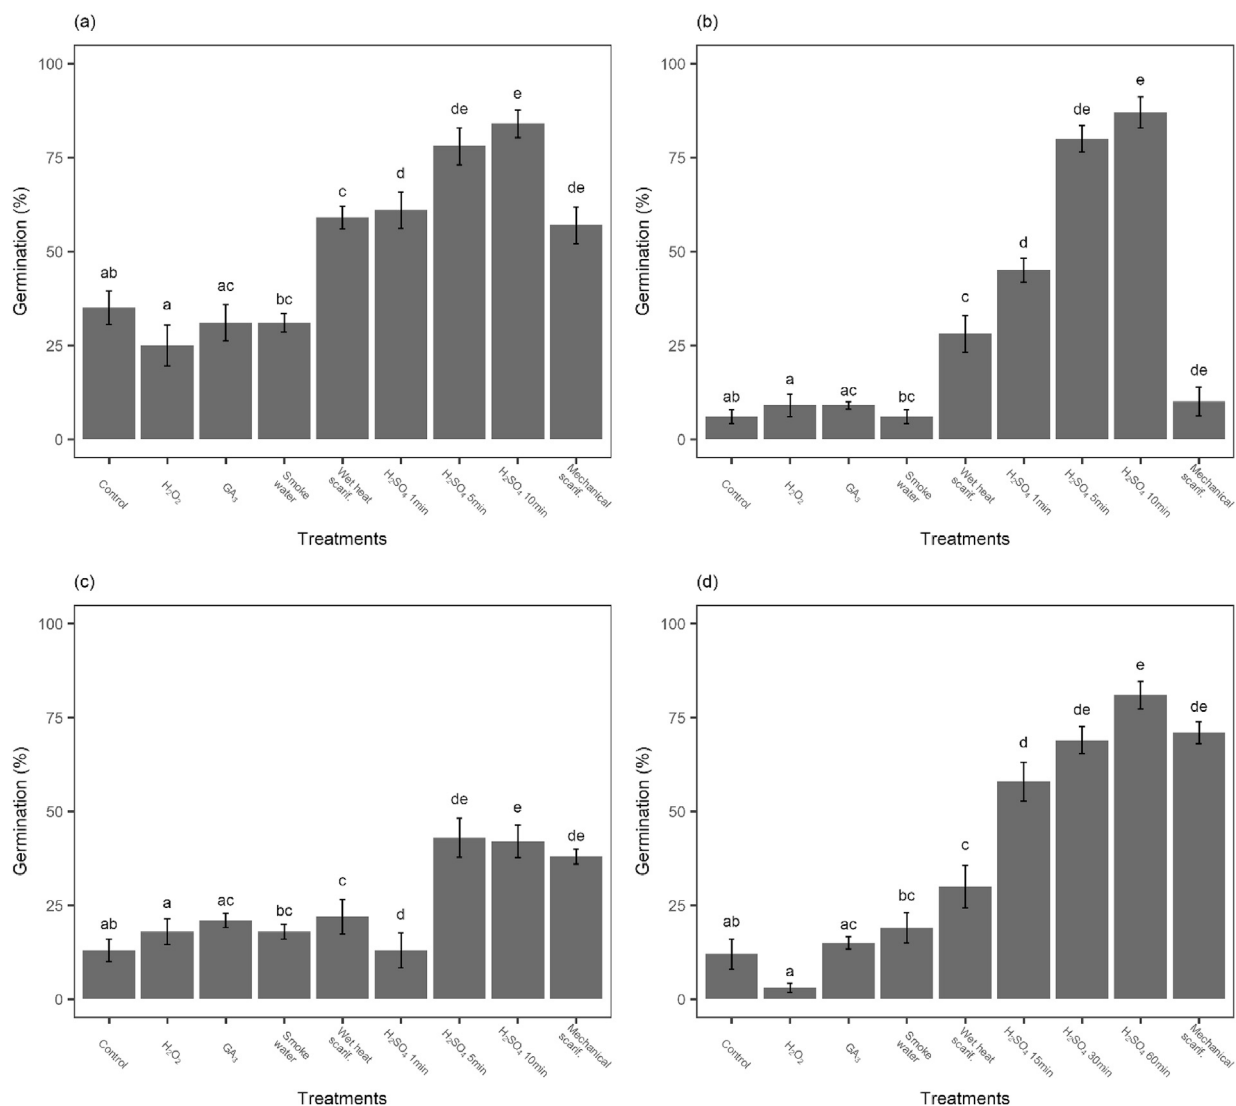 (a)
100
75
50
25
0
Germination (%)
ab
a
ac
bc
c
d
de
e
de
Control
H₂O₂
GA₃
Smoke
water
Wet heat
scarif.
H₂SO₄ 1min
H₂SO₄ 5min
H₂SO₄ 10min
Mechanical
scarif.
Treatments
(b)
100
75
50
25
0
Germination (%)
ab
a
ac
bc
c
d
de
e
de
Control
H₂O₂
GA₃
Smoke
water
Wet heat
scarif.
H₂SO₄ 1min
H₂SO₄ 5min
H₂SO₄ 10min
Mechanical
scarif.
Treatments
(c)
100
75
50
25
0
Germination (%)
ab
a
ac
bc
c
d
de
e
de
Control
H₂O₂
GA₃
Smoke
water
Wet heat
scarif.
H₂SO₄ 1min
H₂SO₄ 5min
H₂SO₄ 10min
Mechanical
scarif.
Treatments
(d)
100
75
50
25
0
Germination (%)
ab
a
ac
bc
c
d
de
e
de
Control
H₂O₂
GA₃
Smoke
water
Wet heat
scarif.
H₂SO₄ 15min
H₂SO₄ 30min
H₂SO₄ 60min
Mechanical
scarif.
Treatments